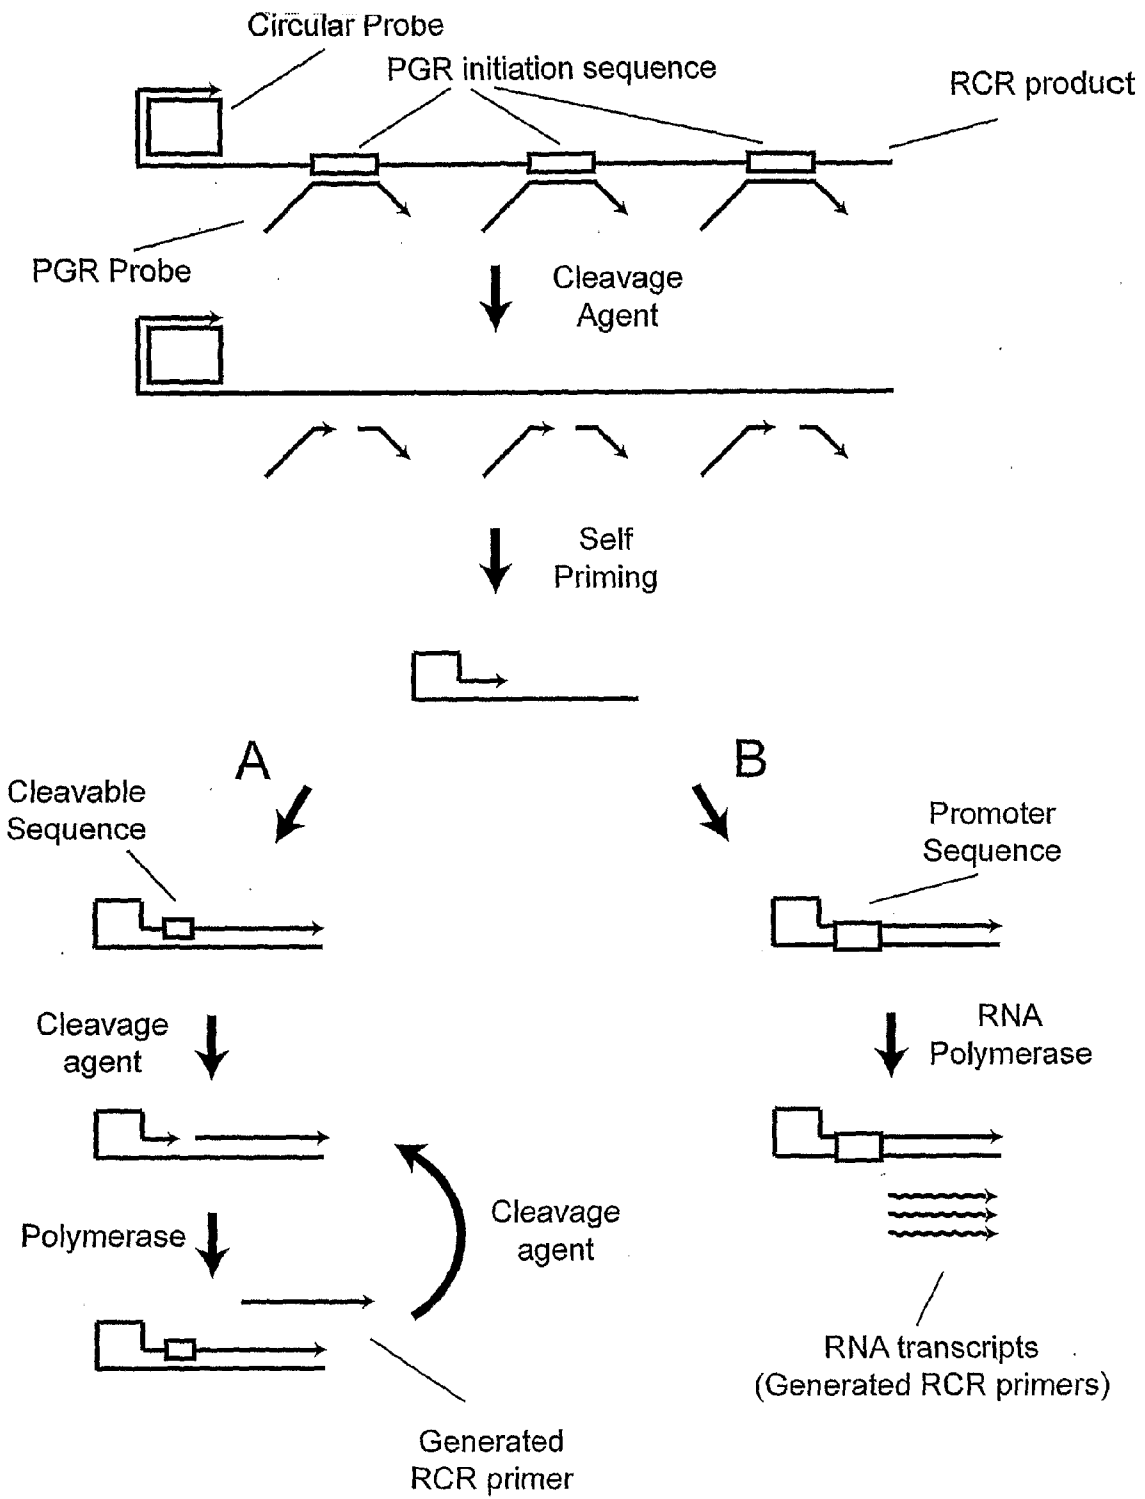 Circular Probe
PGR initiation sequence
RCR product
PGR Probe
Cleavage
Agent
Self
Priming
A
B
Cleavable
Sequence
Promoter
Sequence
Cleavage
agent
RNA
Polymerase
Polymerase
Cleavage
agent
RNA transcripts
(Generated RCR primers)
Generated
RCR primer